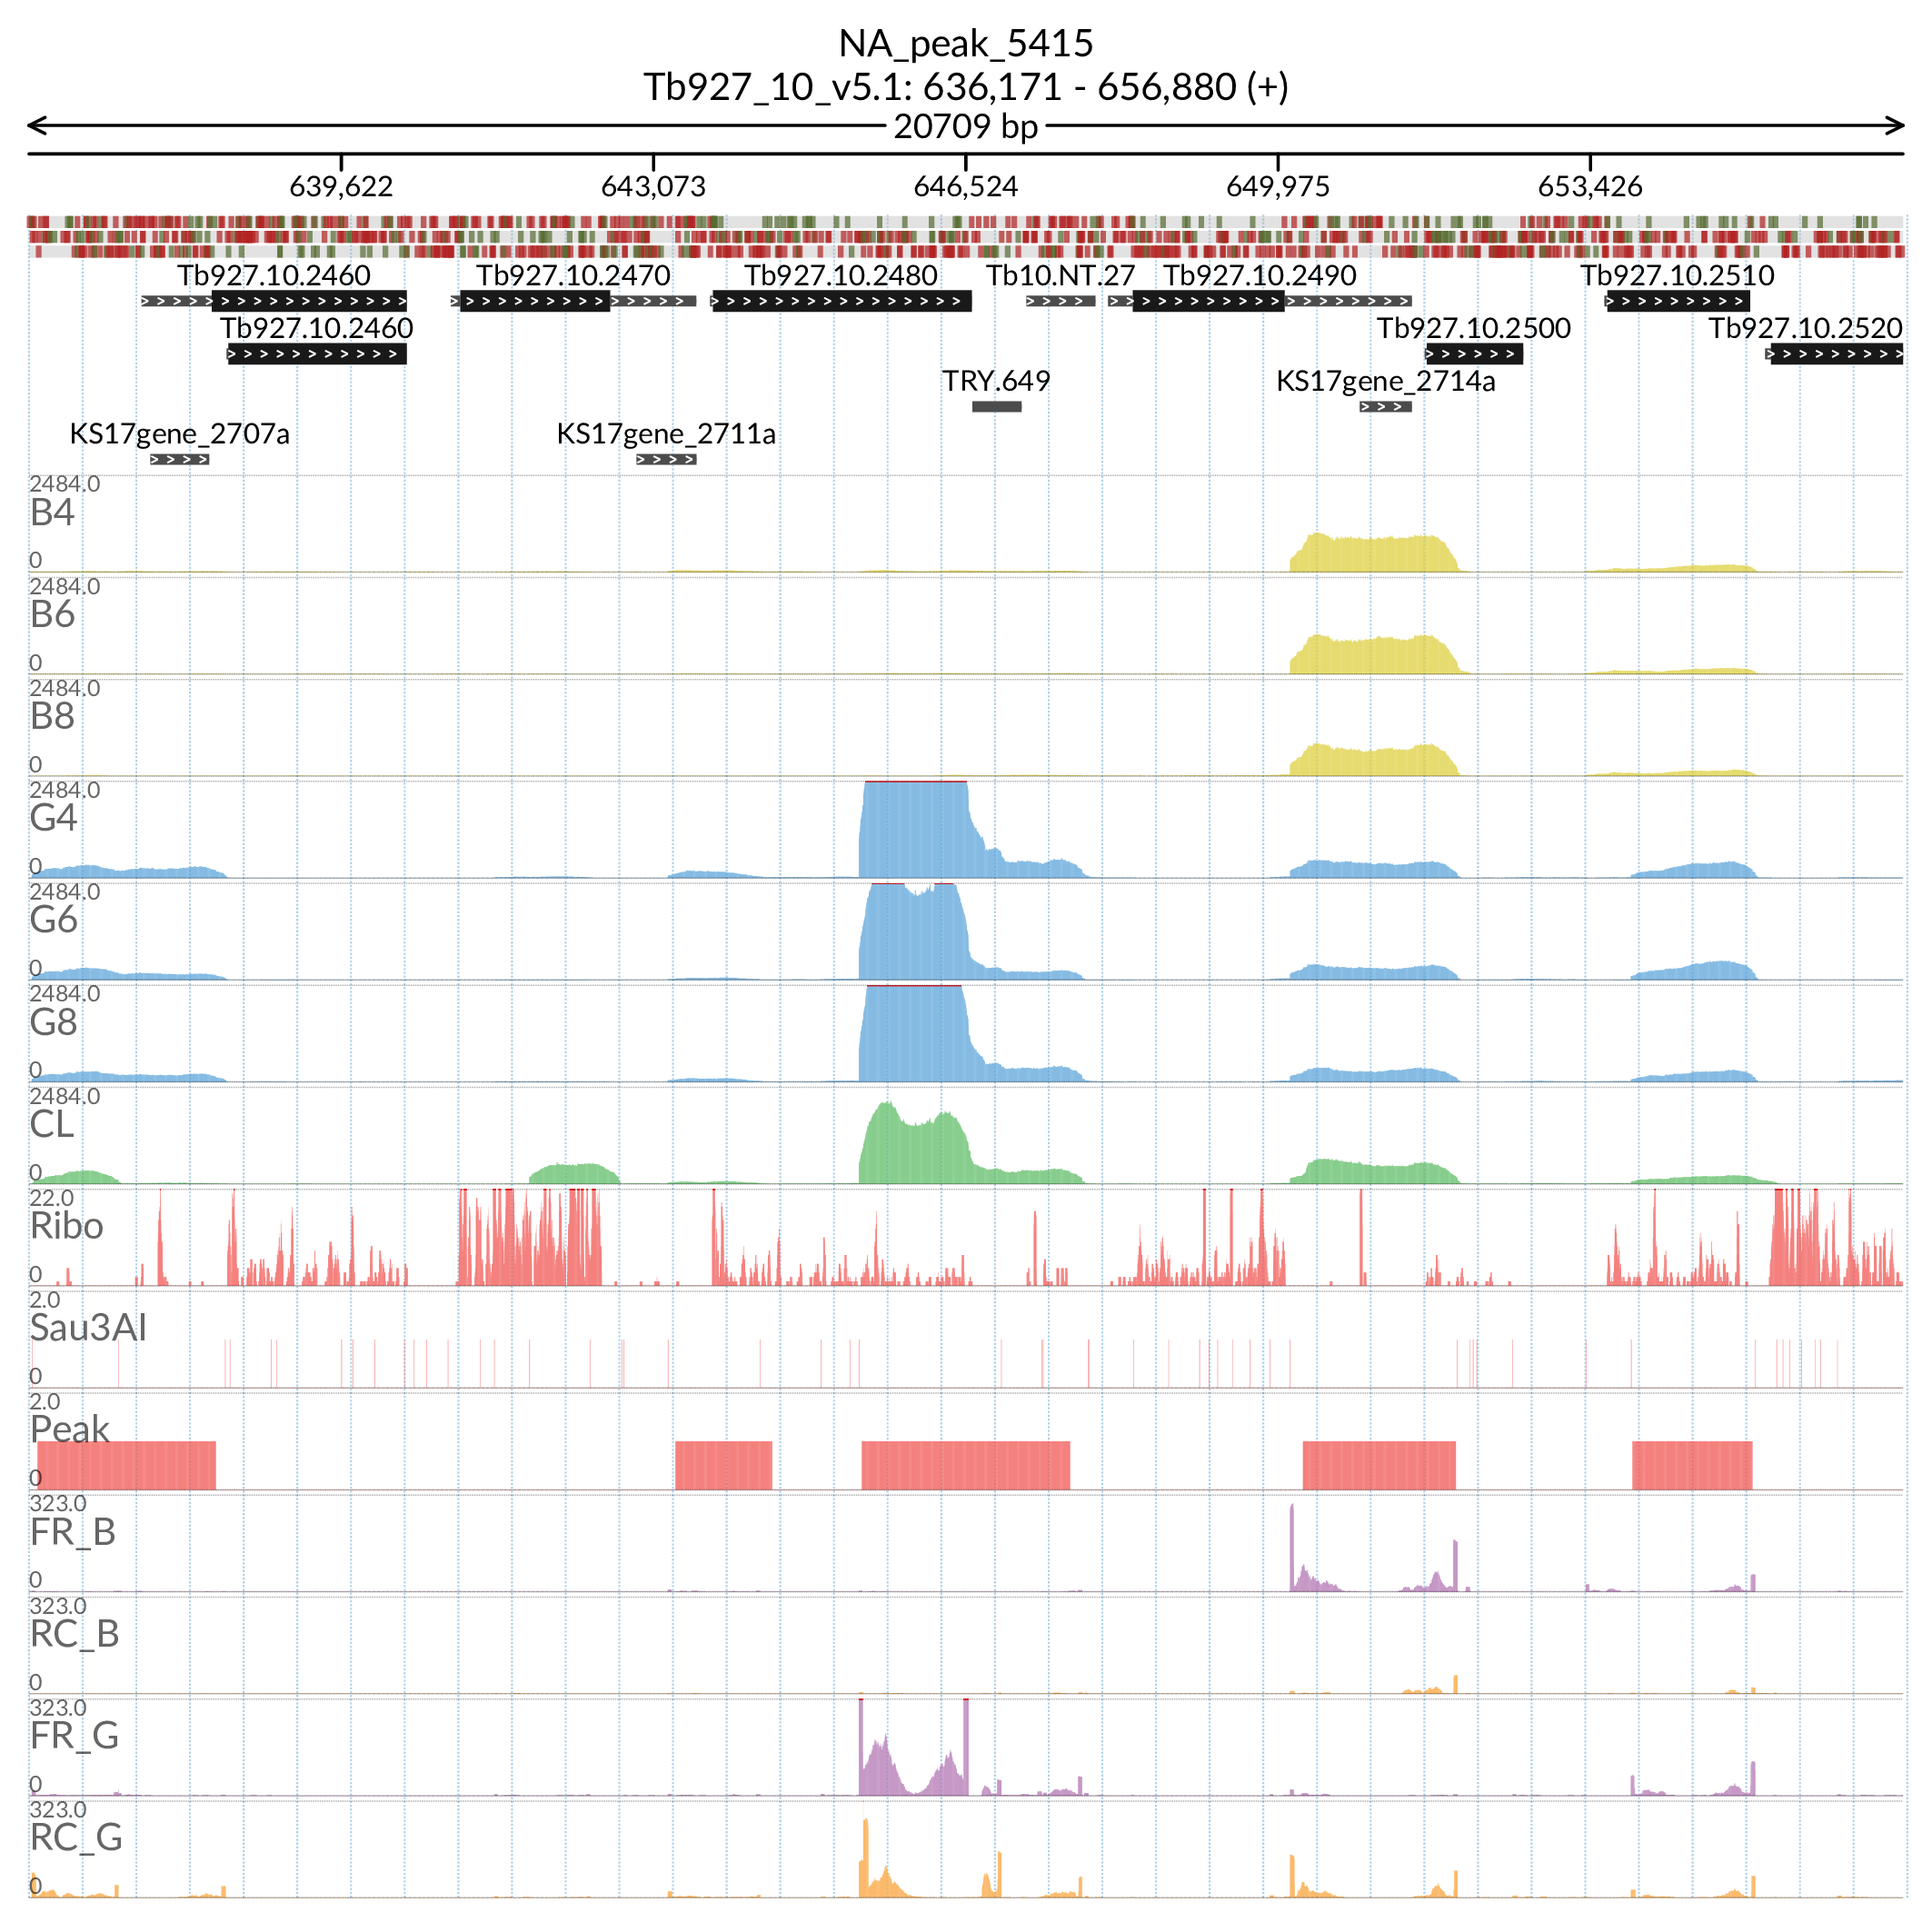 NA_peak_5415
Tb927_10_v5.1: 636,171 - 656,880 (+)
20709 bp
639,622 643,073 646,524 649,975 653,426
Tb927.10.2460 Tb927.10.2470 Tb927.10.2480 Tb10.NT.27 Tb927.10.2490 Tb927.10.2510
Tb927.10.2460 Tb927.10.2500 Tb927.10.2520
TRY.649 KS17gene_2714a
KS17gene_2707a KS17gene_2711a
2484.0
B4
0
2484.0
B6
0
2484.0
B8
0
2484.0
G4
0
2484.0
G6
0
2484.0
G8
0
2484.0
CL
0
22.0
Ribo
0
2.0
Sau3AI
0
2.0
Peak
0
323.0
FR_B
0
323.0
RC_B
0
323.0
FR_G
0
323.0
RC_G
0